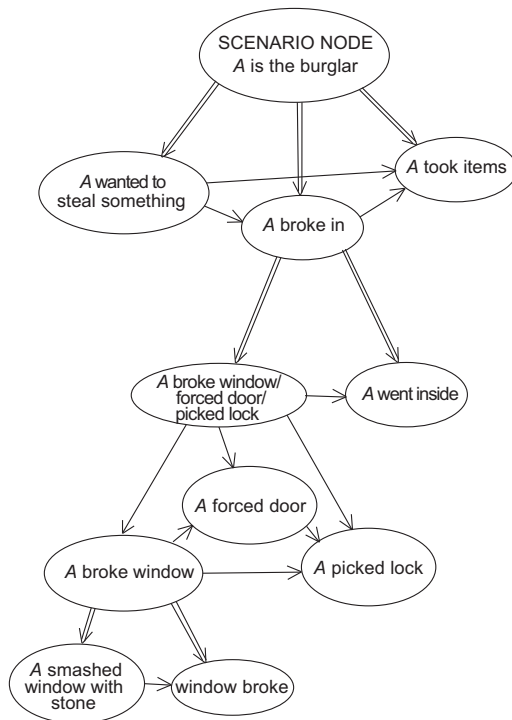 SCENARIO NODE
A is the burglar
A wanted to
steal something
A took items
A broke in
A broke window/
forced door/
picked lock
A went inside
A forced door
A broke window
A picked lock
A smashed
window with
stone
window broke